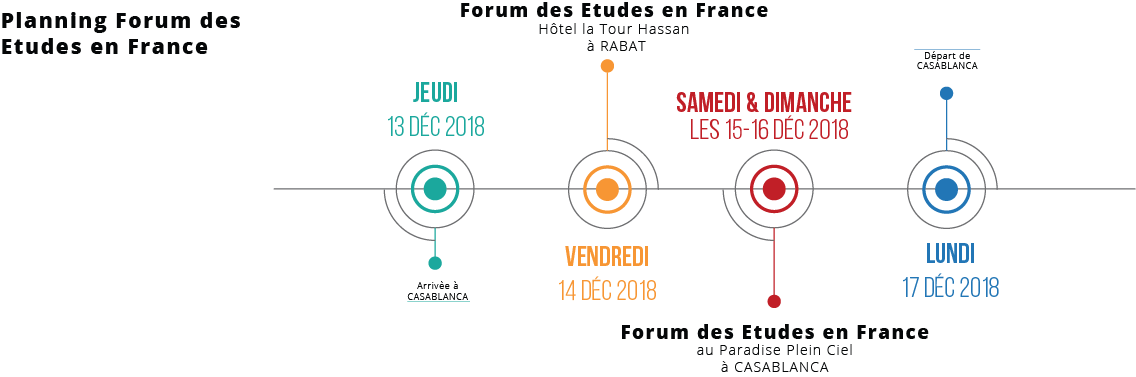 Planning Forum des
Etudes en France
JEUDI
13 DÉC 2018
Arrivèe à
CASABLANCA
Forum des Etudes en France
Hôtel la Tour Hassan
à RABAT
VENDREDI
14 DÉC 2018
SAMEDI & DIMANCHE
LES 15-16 DÉC 2018
Forum des Etudes en France
au Paradise Plein Ciel
à CASABLANCA
Départ de
CASABLANCA
LUNDI
17 DÉC 2018